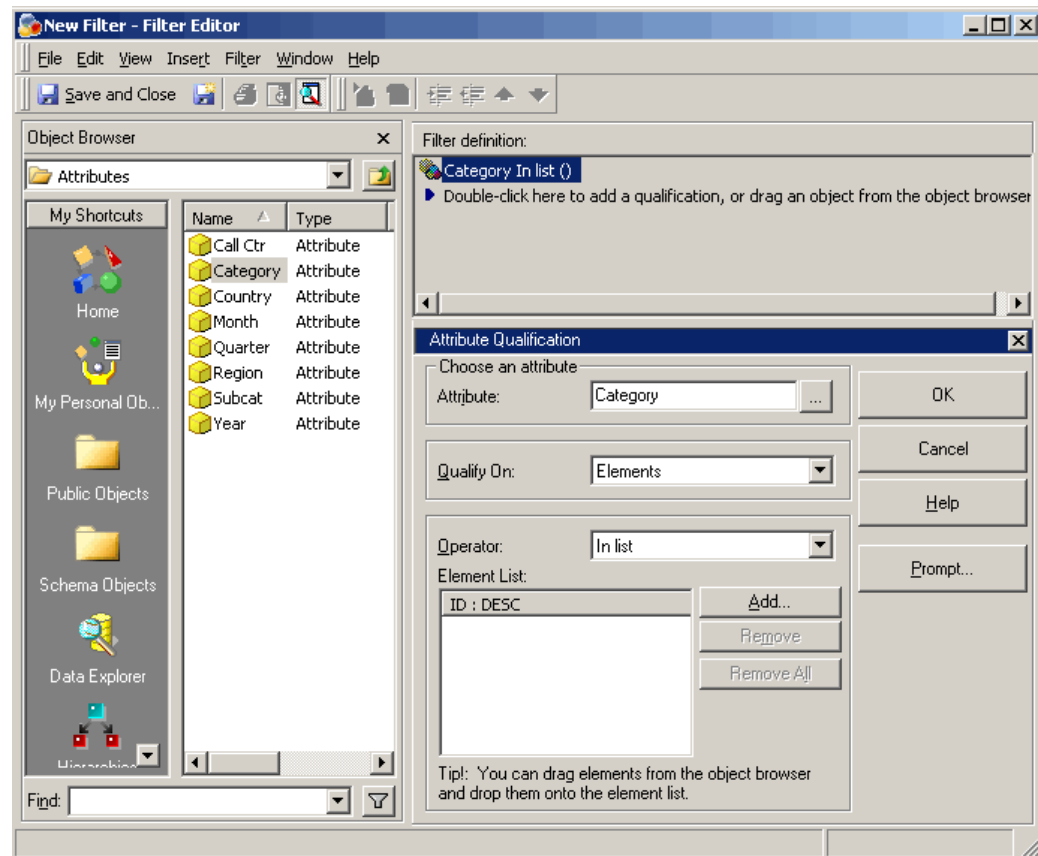 New Filter - Filter Editor
File Edit View Insert Filter Window Help
Save and Close
Object Browser
Attributes
My Shortcuts
Home
My Personal Ob...
Public Objects
Schema Objects
Data Explorer
Name Type
Call Ctr Attribute
Category Attribute
Country Attribute
Month Attribute
Quarter Attribute
Region Attribute
Subcat Attribute
Year Attribute
Find:
Filter definition:
Category In list ()
Double-click here to add a qualification, or drag an object from the object browser
Attribute Qualification
Choose an attribute
Attribute: Category ...
Qualify On: Elements
Operator: In list
Element List:
ID : DESC
Add...
Remove
Remove All
Tip!: You can drag elements from the object browser
and drop them onto the element list.
OK
Cancel
Help
Prompt...